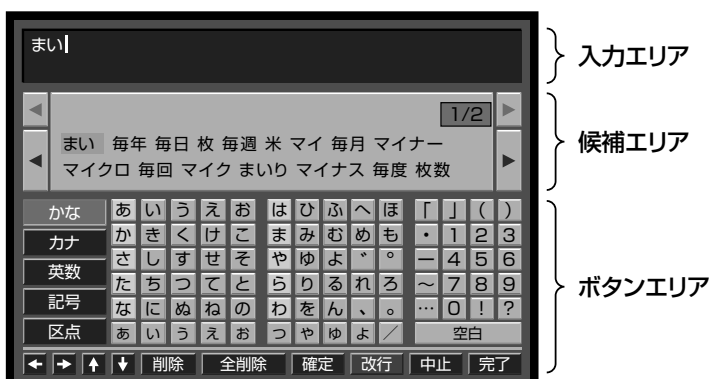 まい
入力エリア
1/2
まい 毎年 毎日 枚 毎週 米 マイ 毎月 マイナー
マイクロ 毎回 マイク まいり マイナス 毎度 枚数
候補エリア
かな あ い う え お は ひ ふ へ ほ 「 」 ( )
カナ か き く け こ ま み む め も ・ 1 2 3
英数 さ し す せ そ や ゆ よ ゛ ゜ ー 4 5 6
記号 た ち つ て と ら り る れ ろ ～ 7 8 9
区点 な に ぬ ね の わ を ん 、 。 … 0 ! ?
ぁ ぃ ぅ ぇ ぉ っ ゃ ゅ ょ ／ 空白
ボタンエリア
← → ↑ ↓ 削除 全削除 確定 改行 中止 完了